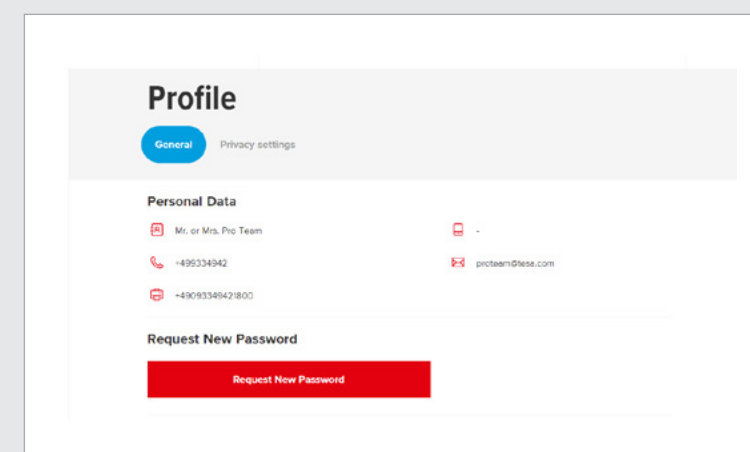 Profile
General Privacy settings
Personal Data
Mr. or Mrs. Pro Team -
+499334942 proteam@tesa.com
+49093349421800
Request New Password
Request New Password